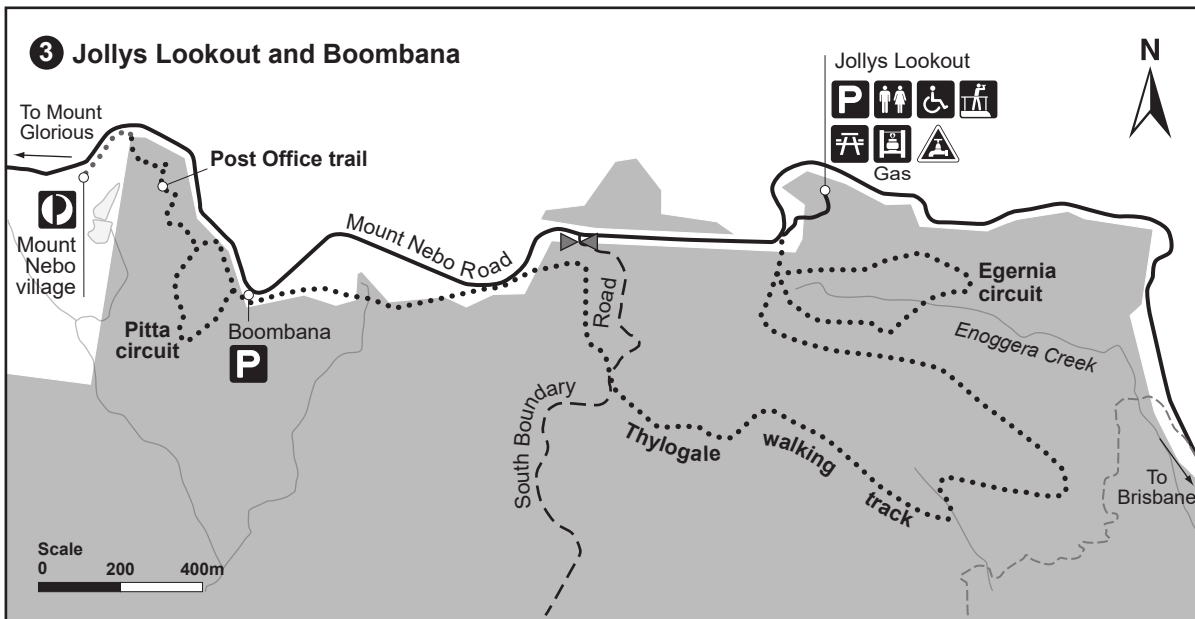 3 Jollys Lookout and Boombana
Jollys Lookout
N
P
To Mount
Glorious
Post Office trail
Gas
Mount
Nebo
village
Mount Nebo Road
Road
Egernia
circuit
Enoggera Creek
Pitta
circuit
Boombana
P
South Boundary
Thylogale walking track
To
Brisbane
Scale
0 200 400m